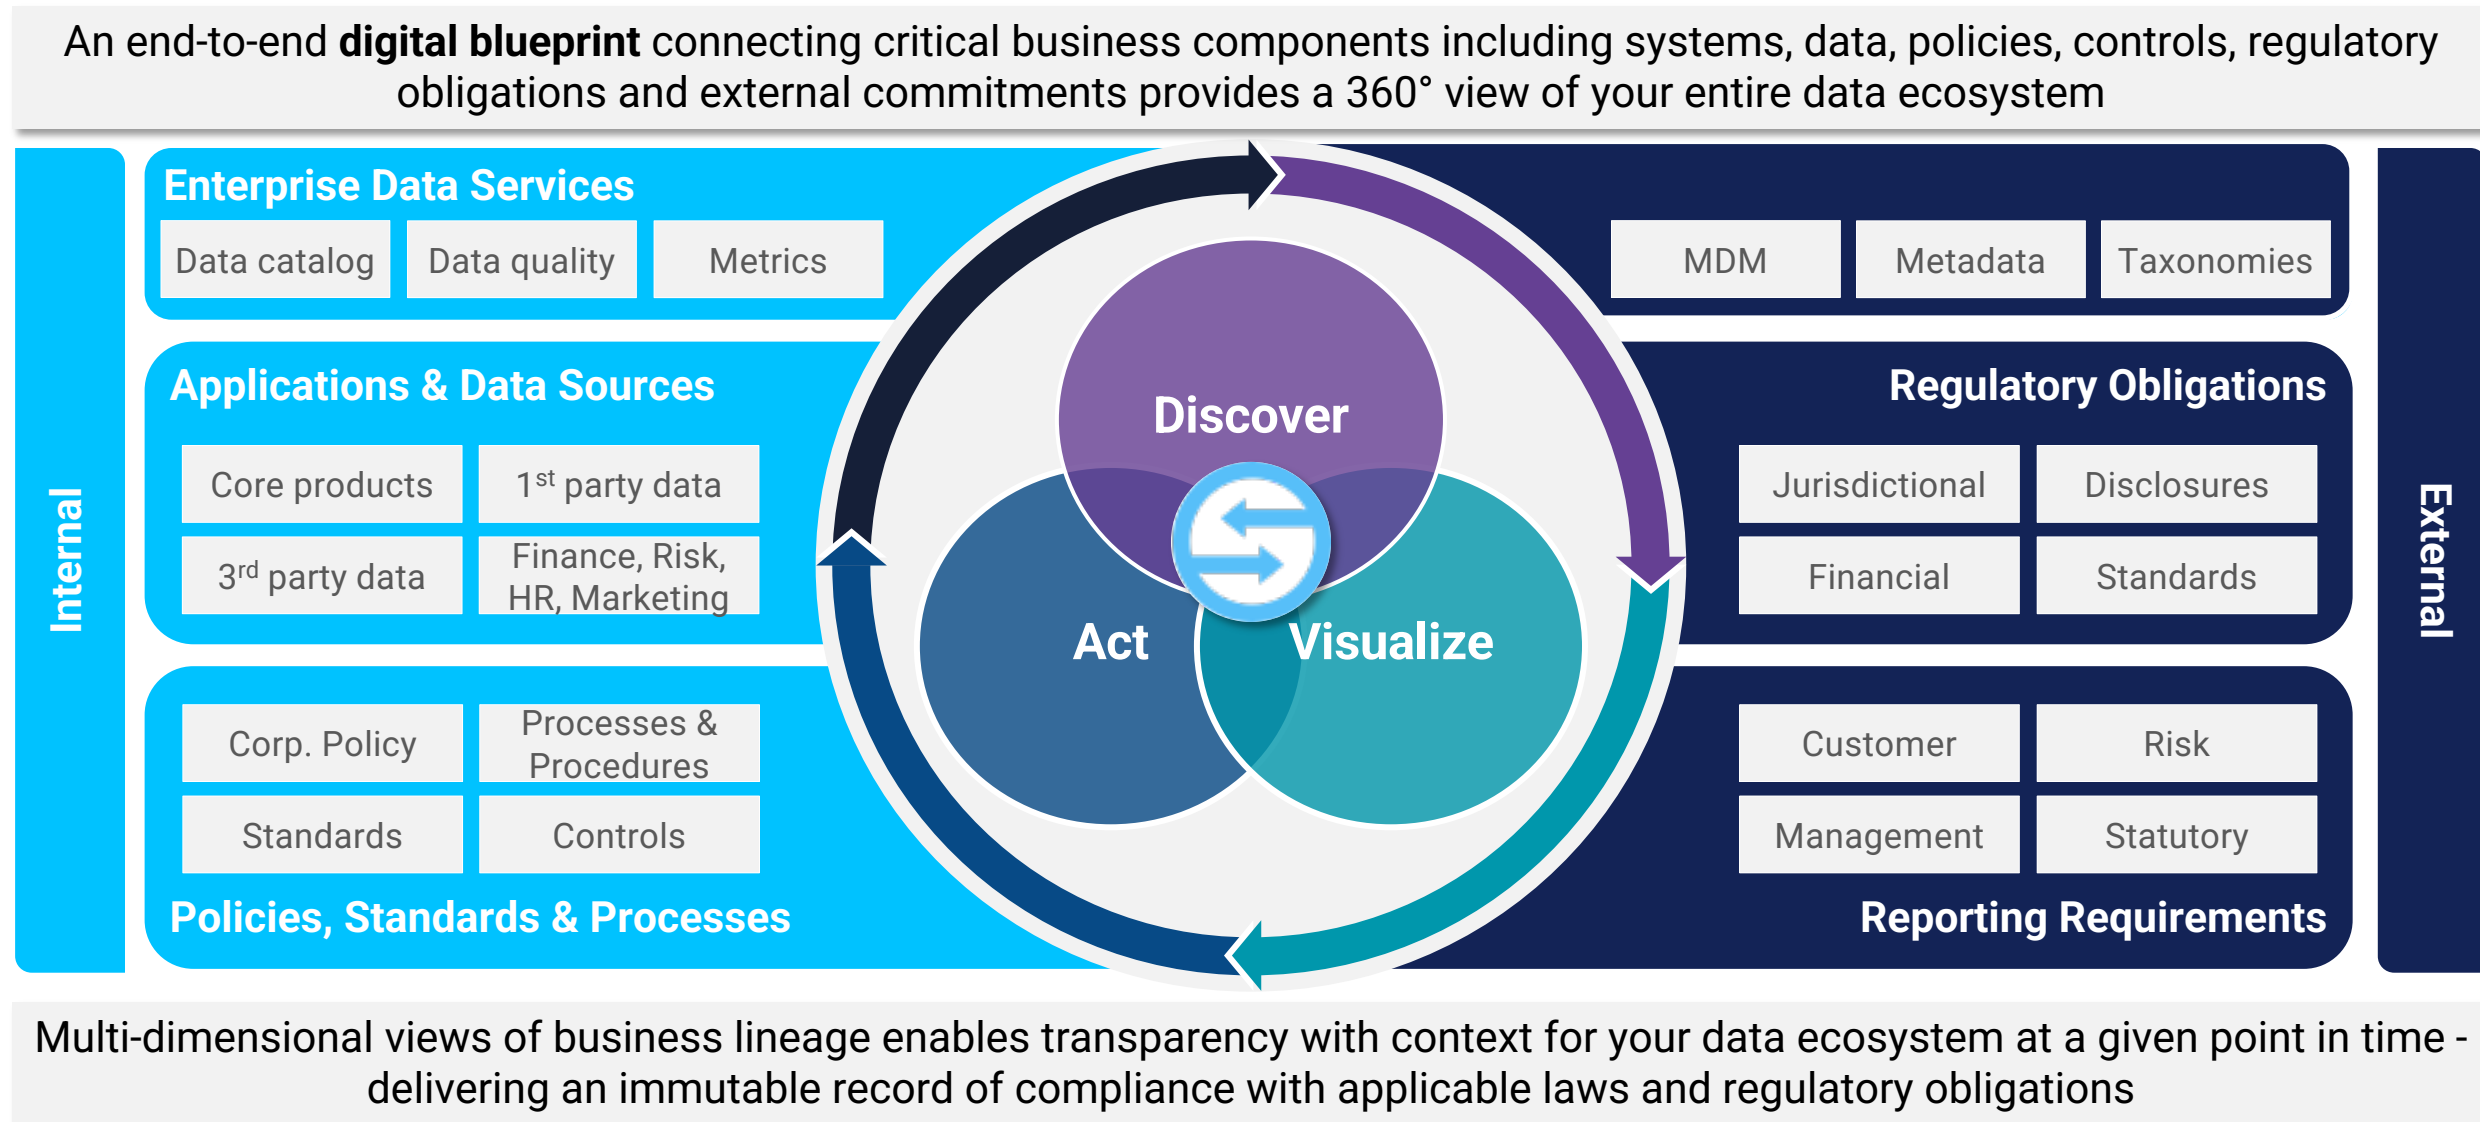 An end-to-end digital blueprint connecting critical business components including systems, data, policies, controls, regulatory
obligations and external commitments provides a 360° view of your entire data ecosystem
Internal
Enterprise Data Services
Data catalog
Data quality
Metrics
Applications & Data Sources
Core products
1st party data
3rd party data
Finance, Risk,
HR, Marketing
Corp. Policy
Processes &
Procedures
Standards
Controls
Policies, Standards & Processes
Discover
Act
Visualize
MDM
Metadata
Taxonomies
Regulatory Obligations
Jurisdictional
Disclosures
Financial
Standards
Customer
Risk
Management
Statutory
Reporting Requirements
External
Multi-dimensional views of business lineage enables transparency with context for your data ecosystem at a given point in time -
delivering an immutable record of compliance with applicable laws and regulatory obligations